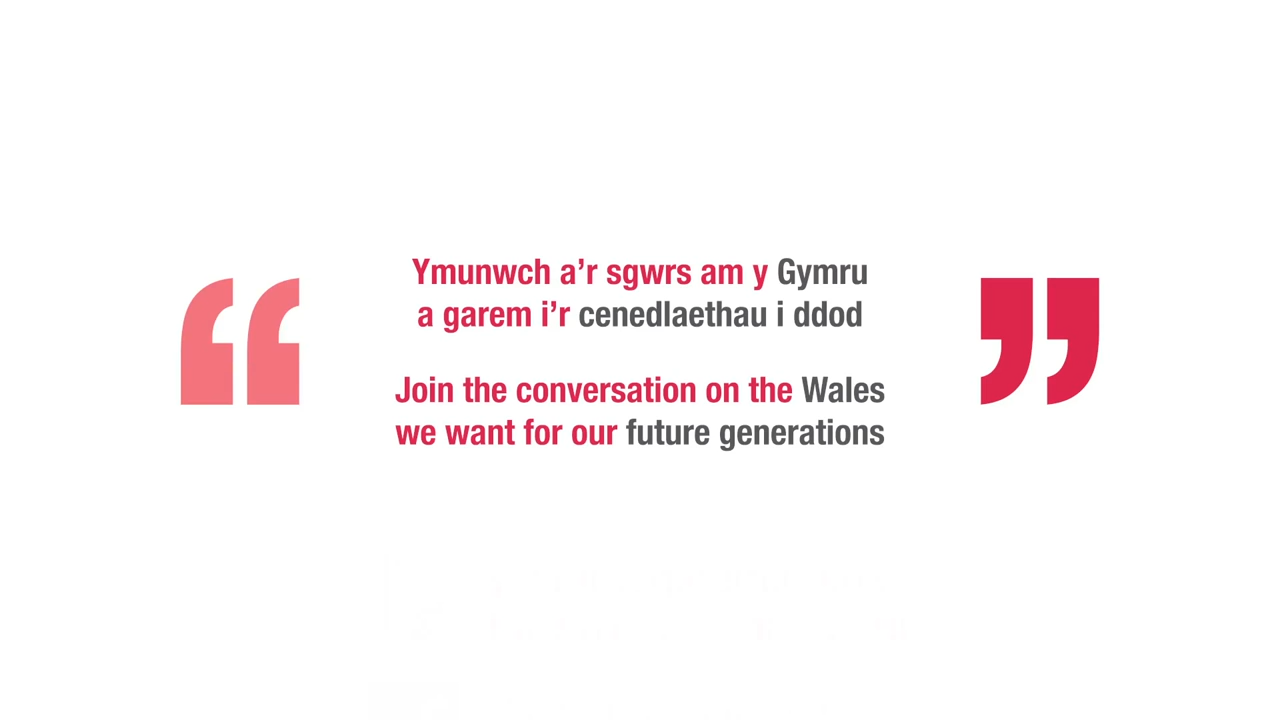 Ymunwch a’r sgwrs am y Gymru
a garem i’r cenedlaethau i ddod
Join the conversation on the Wales
we want for our future generations